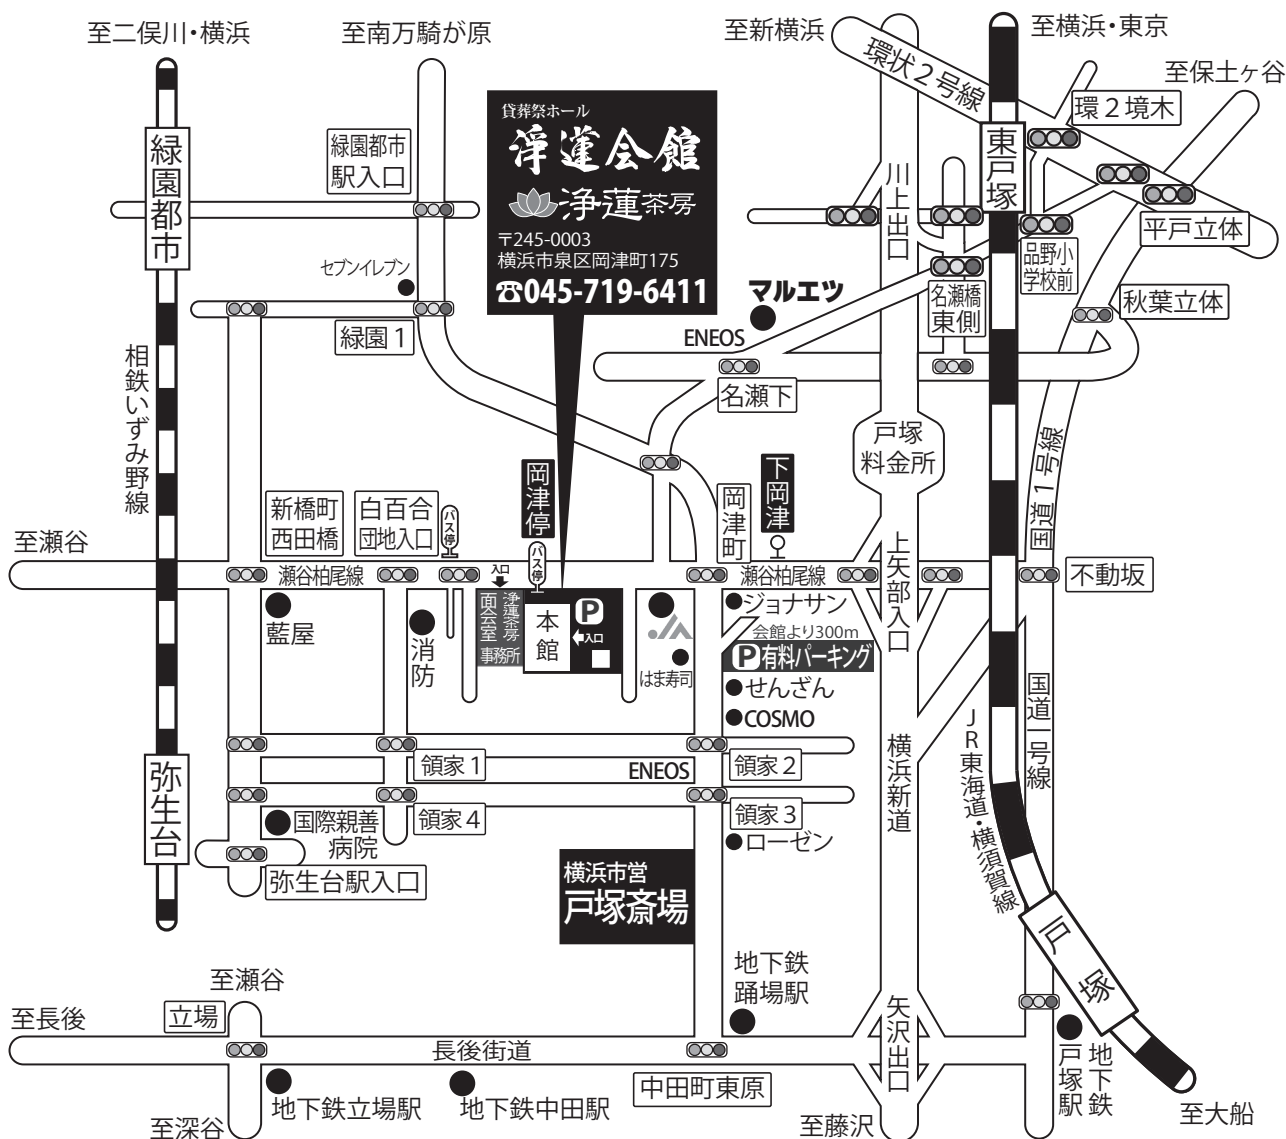 至二俣川・横浜
至南万騎が原
至新横浜
至横浜・東京
至保土ヶ谷
環状２号線
環２境木
緑園都市
緑園都市
駅入口
貸葬祭ホール
浄蓮会館
浄蓮茶房
〒245-0003
横浜市泉区岡津町175
☎045-719-6411
東戸塚
川上出口
平戸立体
品野小
学校前
セブンイレブン
マルエツ
名瀬橋
東側
秋葉立体
緑園１
ENEOS
名瀬下
相鉄いずみ野線
戸塚
料金所
国道１号線
岡津停
下岡津
岡津町
新橋町
西田橋
白百合
団地入口
バス停
バス停
至瀬谷
瀬谷柏尾線
入口
瀬谷柏尾線
上矢部入口
不動坂
藍屋
消防
浄蓮茶房
面会室
事務所
本館
P
入口
JA
はま寿司
ジョナサン
会館より300m
P有料パーキング
せんざん
COSMO
国道一号線
JR東海道・横須賀線
横浜新道
領家１
ENEOS
領家２
弥生台
国際親善
病院
領家４
領家３
ローゼン
弥生台駅入口
横浜市営
戸塚斎場
戸塚
至瀬谷
地下鉄
踊場駅
至長後
立場
長後街道
矢沢出口
地下鉄
戸塚駅
中田町東原
地下鉄立場駅
地下鉄中田駅
至深谷
至藤沢
至大船